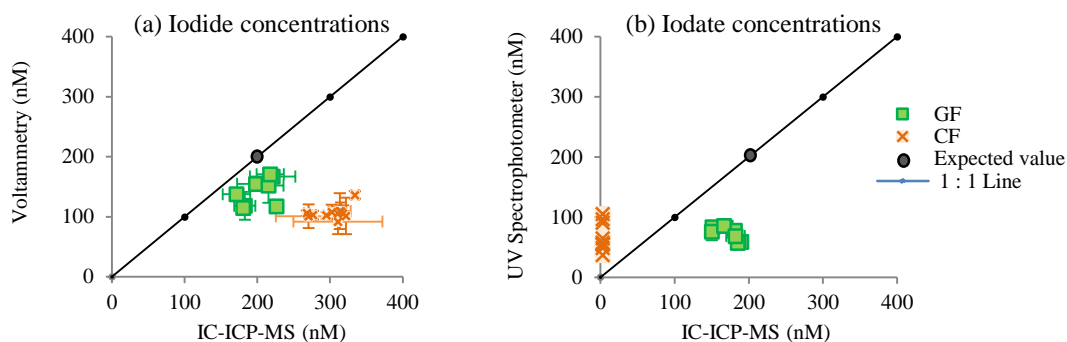 (a) Iodide concentrations
Voltammetry (nM)
400
300
200
100
0
0 100 200 300 400
IC-ICP-MS (nM)
(b) Iodate concentrations
UV Spectrophotometer (nM)
400
300
200
100
0
0 100 200 300 400
IC-ICP-MS (nM)
GF
CF
Expected value
1 : 1 Line